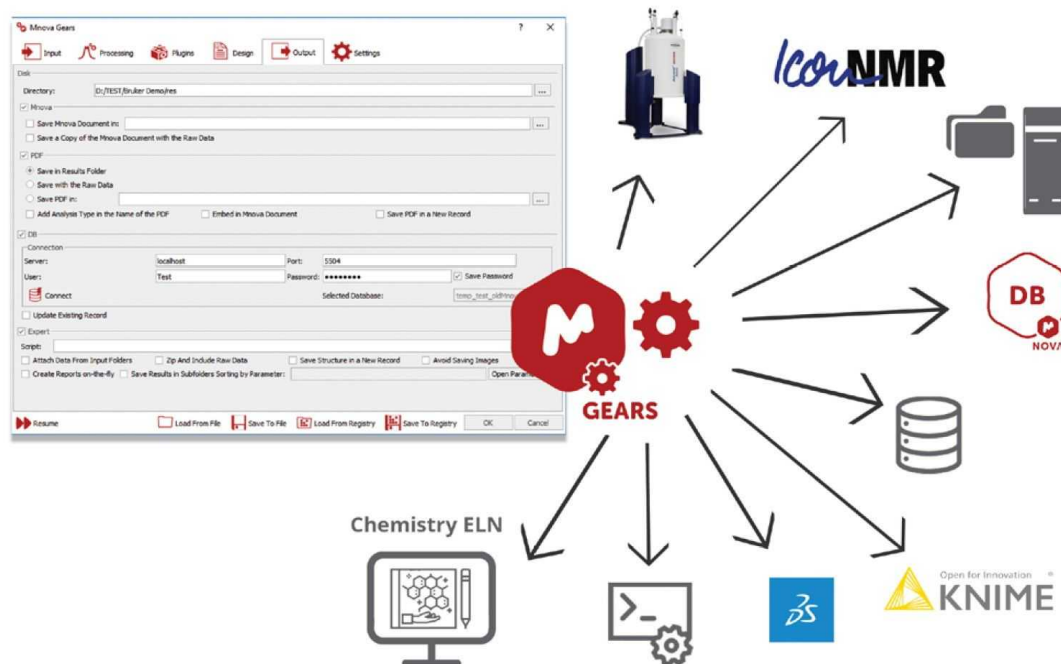 Mnova Gears
Input Processing Plugins Design Output Settings
Disk
Directory: D:/TEST/Bruker Demo/res ...
Mnova
Save Mnova Document in: ...
Save a Copy of the Mnova Document with the Raw Data
PDF
Save in Results Folder
Save with the Raw Data
Save PDF in: ...
Add Analysis Type in the Name of the PDF Embed in Mnova Document Save PDF in a New Record
DB
Connection
Server: localhost Port: 5504
User: Test Password: Save Password
Connect Selected Database:
Update Existing Record
Expert
Script:
Attach Data From Input Folders Zip And Include Raw Data Save Structure in a New Record Avoid Saving Images
Create Reports on-the-fly Save Results in Subfolders Sorting by Parameter: Open
Resume Load From File Save To File Load From Registry Save To Registry OK Cancel
IconNMR
DB
NOVA
GEARS
Chemistry ELN
Open for Innovation
KNIME